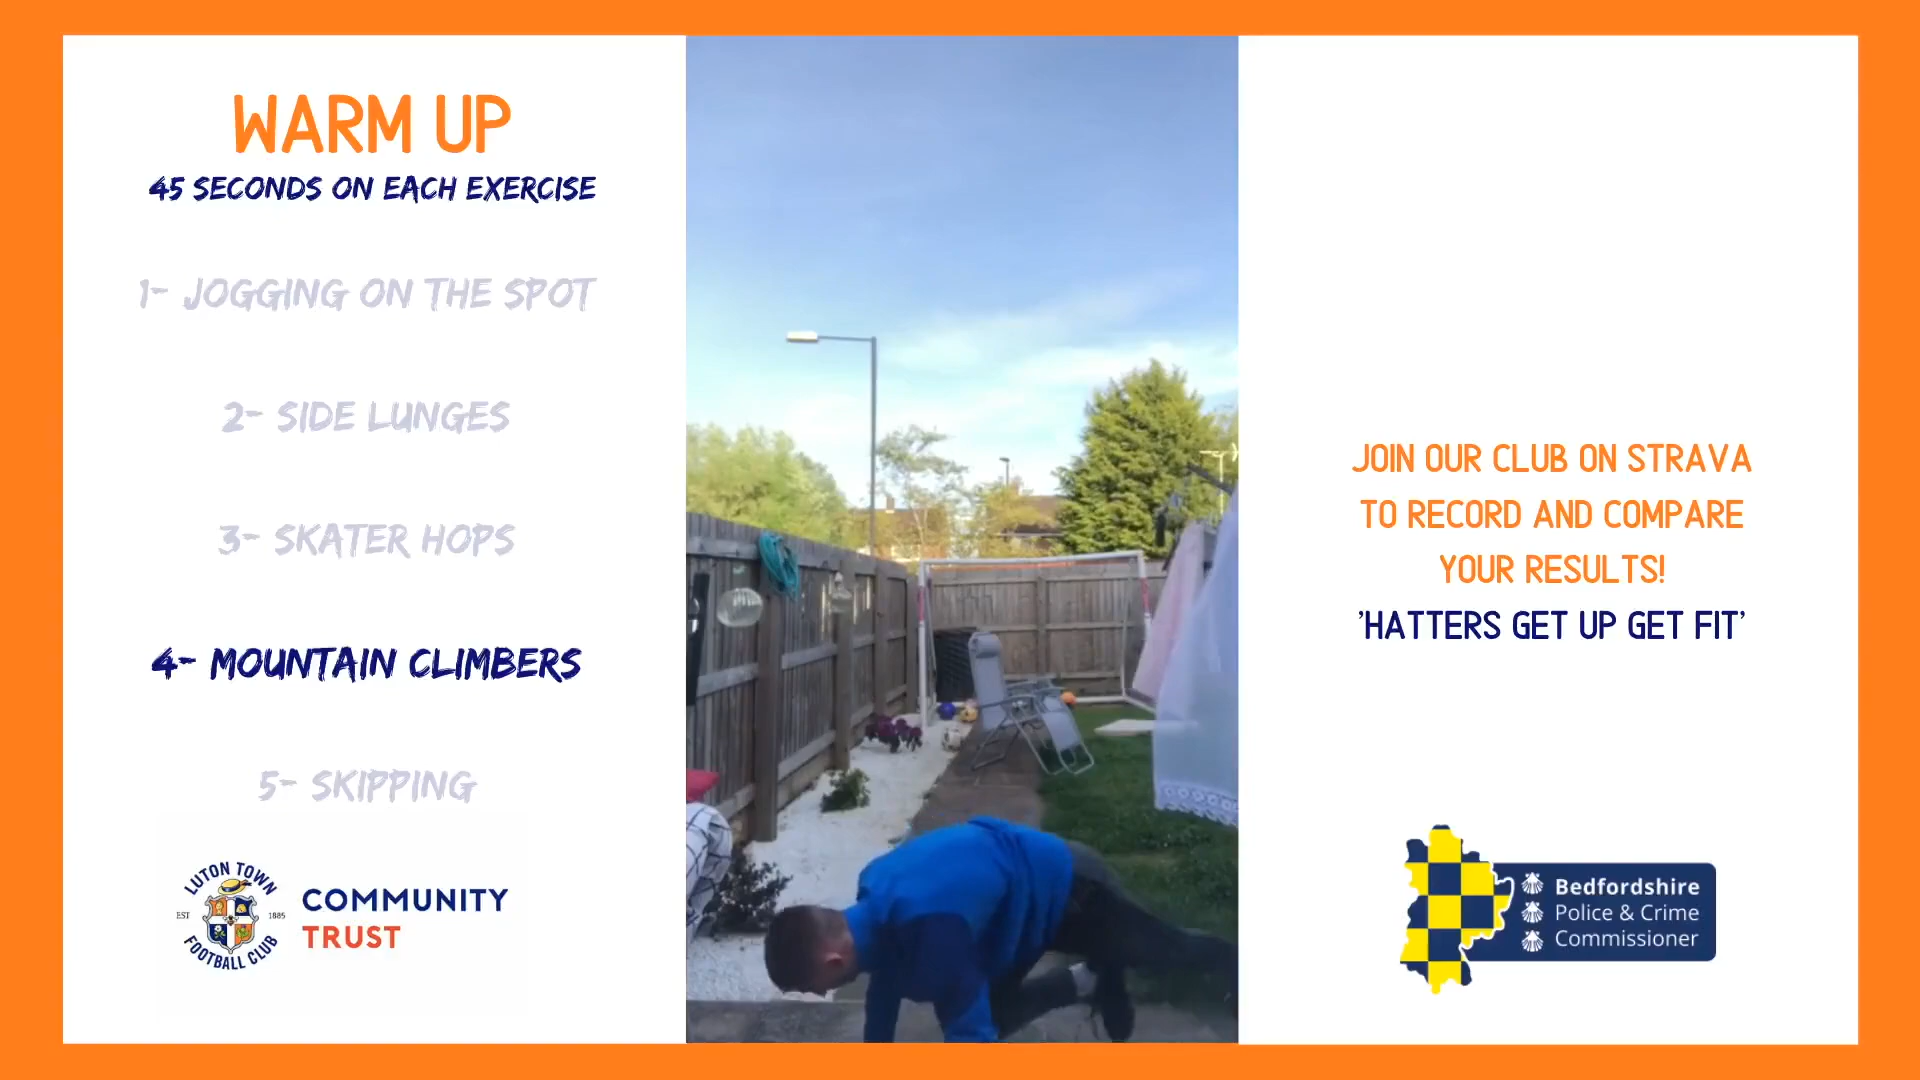 WARM UP
45 SECONDS ON EACH EXERCISE
1- JOGGING ON THE SPOT
2- SIDE LUNGES
3- SKATER HOPS
4- MOUNTAIN CLIMBERS
5- SKIPPING
LUTON TOWN
EST 1885
FOOTBALL CLUB
COMMUNITY
TRUST
JOIN OUR CLUB ON STRAVA
TO RECORD AND COMPARE
YOUR RESULTS!
'HATTERS GET UP GET FIT'
Bedfordshire
Police & Crime
Commissioner